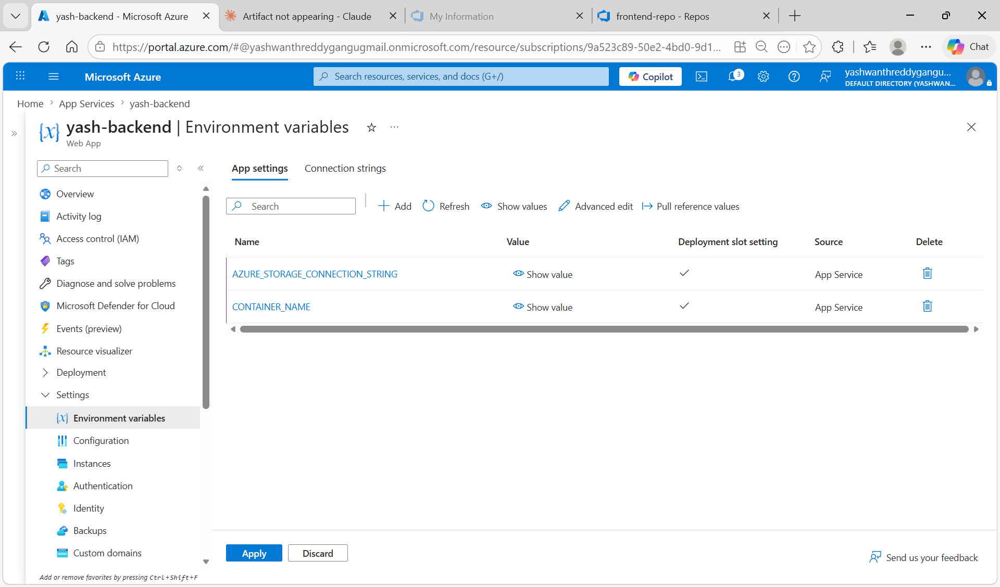 yash-backend - Microsoft Azure
Artifact not appearing - Claude
My Information
frontend-repo - Repos
https://portal.azure.com/#@yashwanthreddygangugmail.onmicrosoft.com/resource/subscriptions/9a523c89-50e2-4bd0-9d1...
Chat
Microsoft Azure
Search resources, services, and docs (G+/)
Copilot
3
yashwanthreddygangu...
DEFAULT DIRECTORY (YASHWAN...
Home > App Services > yash-backend
yash-backend | Environment variables
Web App
Search
App settings
Connection strings
Search
Add
Refresh
Show values
Advanced edit
Pull reference values
Name
Value
Deployment slot setting
Source
Delete
AZURE_STORAGE_CONNECTION_STRING
Show value
App Service
CONTAINER_NAME
Show value
App Service
Overview
Activity log
Access control (IAM)
Tags
Diagnose and solve problems
Microsoft Defender for Cloud
Events (preview)
Resource visualizer
Deployment
Settings
Environment variables
Configuration
Instances
Authentication
Identity
Backups
Custom domains
Add or remove favorites by pressing Ctrl+Shift+F
Apply
Discard
Send us your feedback